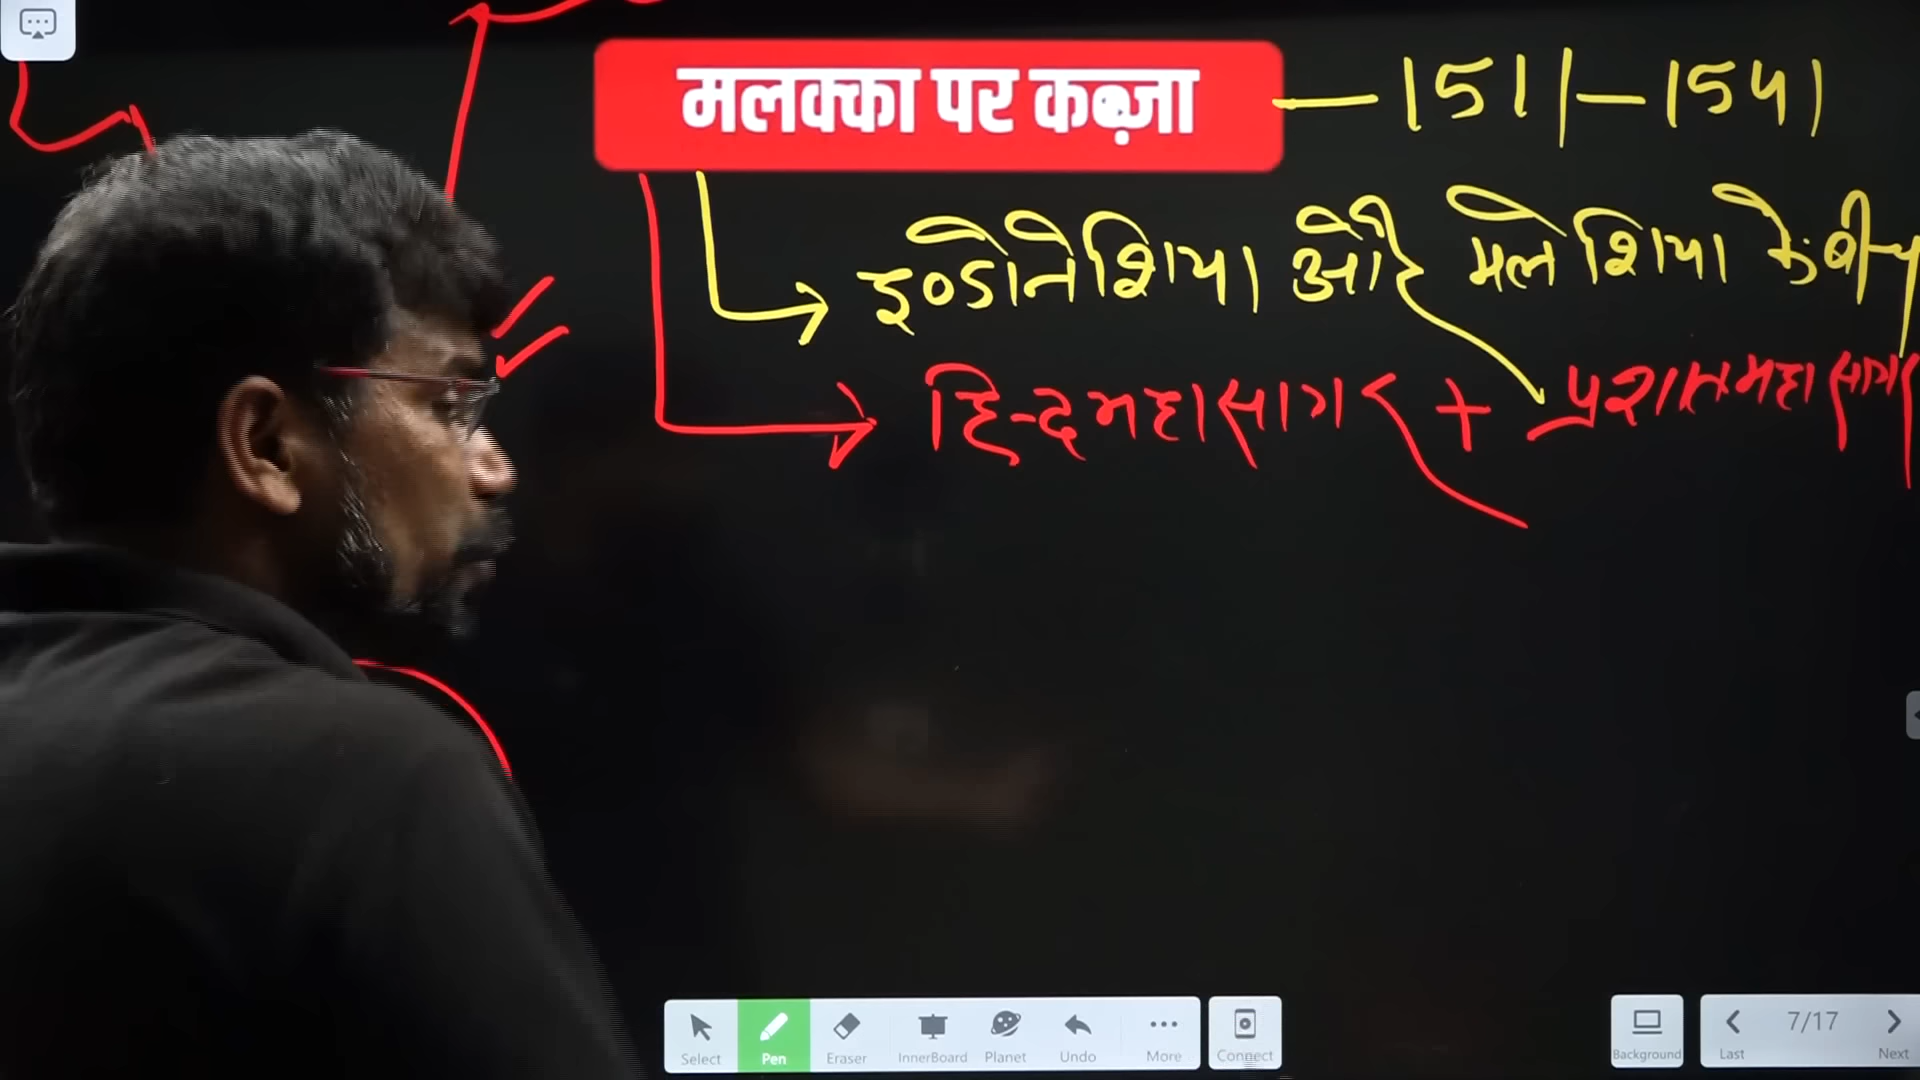 मलक्का पर कब्ज़ा — 1511 — 1541
इण्डोनेशिया और मलेशिया के बीच
हिन्दमहासागर + प्रशान्तमहासागर
Select
Pen
Eraser
InnerBoard
Planet
Undo
More
Connect
Background
7/17
Last
Next